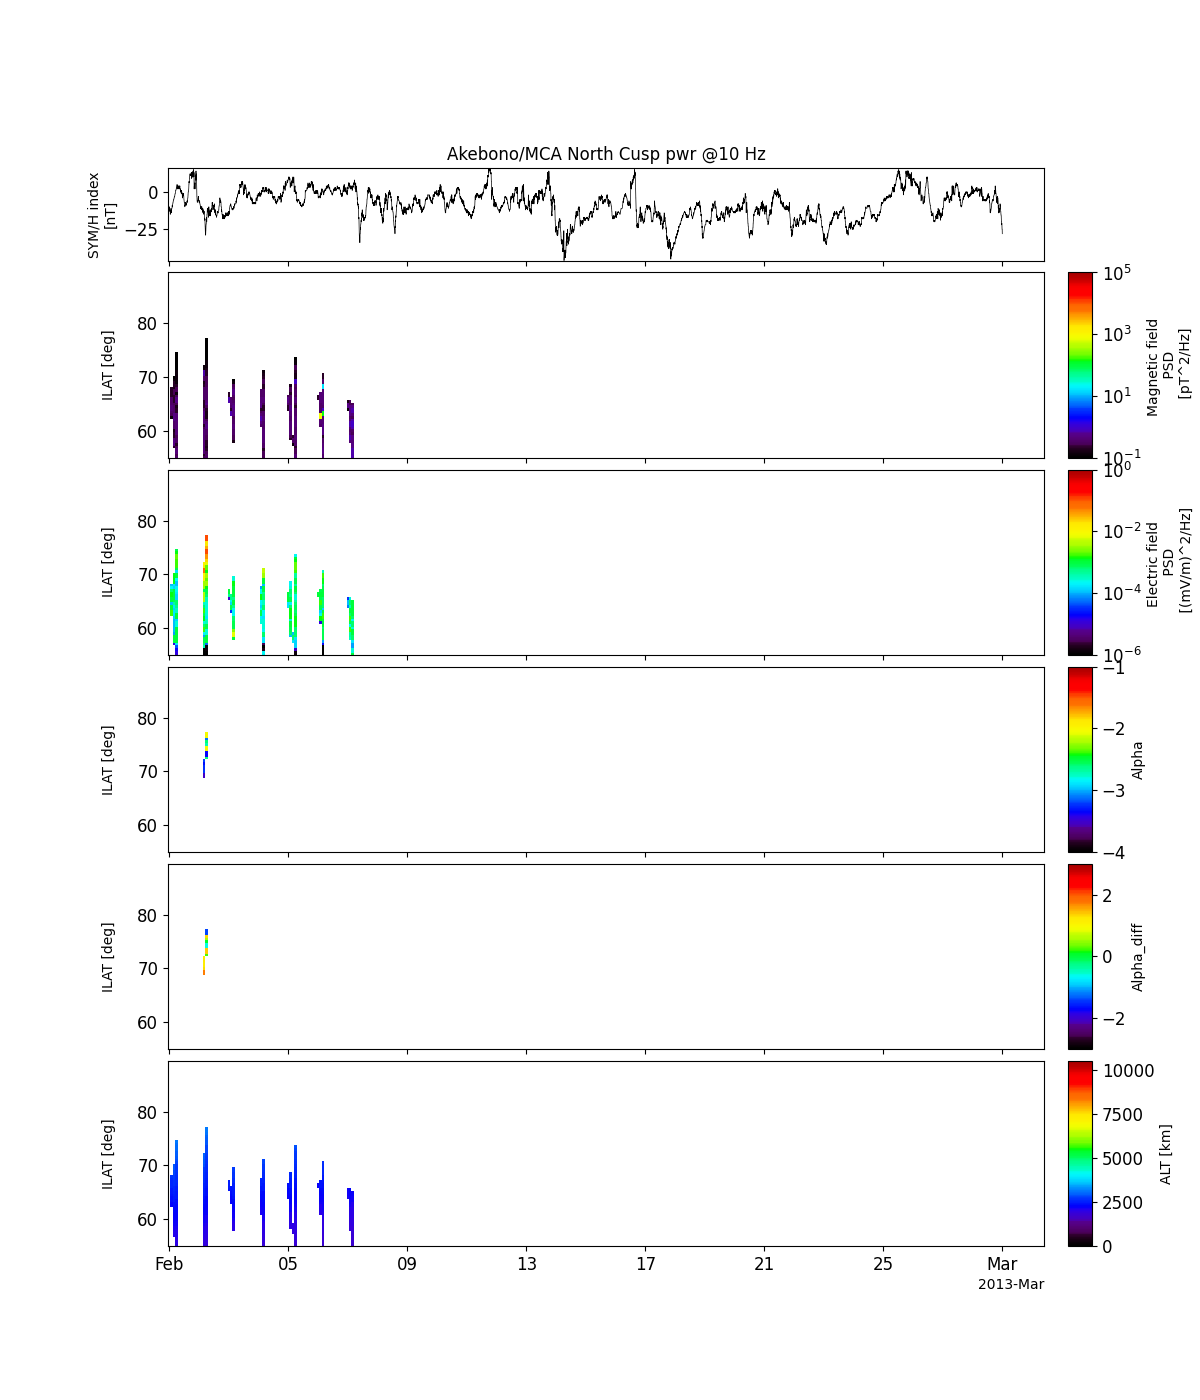 Akebono/MCA North Cusp pwr @10 Hz
SYM/H index
[nT]
0
−25
ILAT [deg]
80
70
60
10^5
10^3
10^1
10^−1
Magnetic field
PSD
[pT^2/Hz]
ILAT [deg]
80
70
60
10^0
10^−2
10^−4
10^−6
Electric field
PSD
[(mV/m)^2/Hz]
ILAT [deg]
80
70
60
−1
−2
−3
−4
Alpha
ILAT [deg]
80
70
60
2
0
−2
Alpha_diff
ILAT [deg]
80
70
60
10000
7500
5000
2500
0
ALT [km]
Feb 05 09 13 17 21 25 Mar
2013-Mar